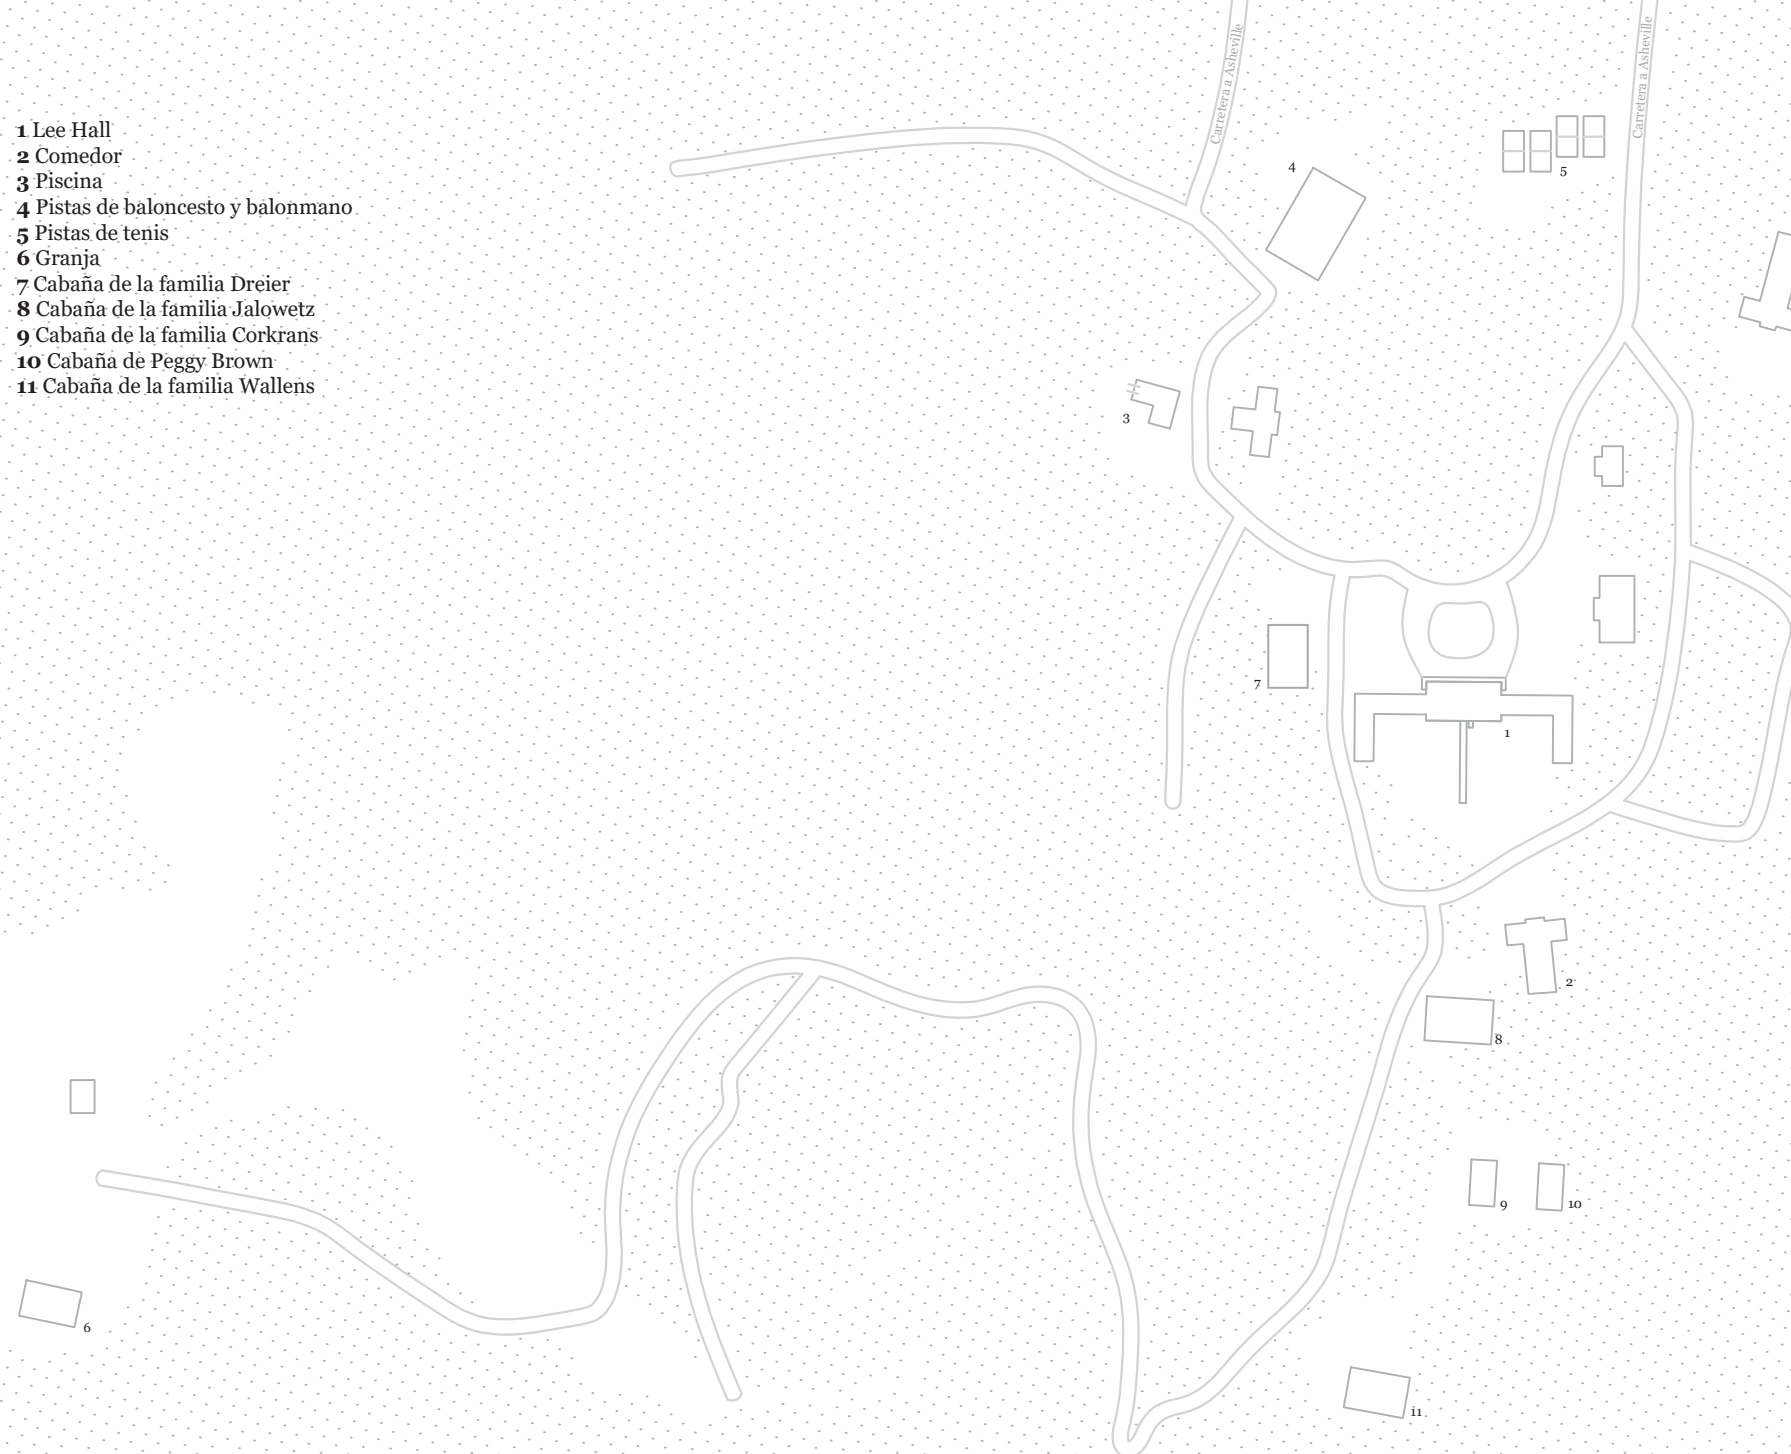 Carretera a Asheville
Carretera a Asheville
1 Lee Hall
2 Comedor
3 Piscina
4 Pistas de baloncesto y balonmano
5 Pistas de tenis
6 Granja
7 Cabaña de la familia Dreier
8 Cabaña de la familia Jalowetz
9 Cabaña de la familia Corkrans
10 Cabaña de Peggy Brown
11 Cabaña de la familia Wallens
4
5
3
7
1
2
8
9
10
6
11